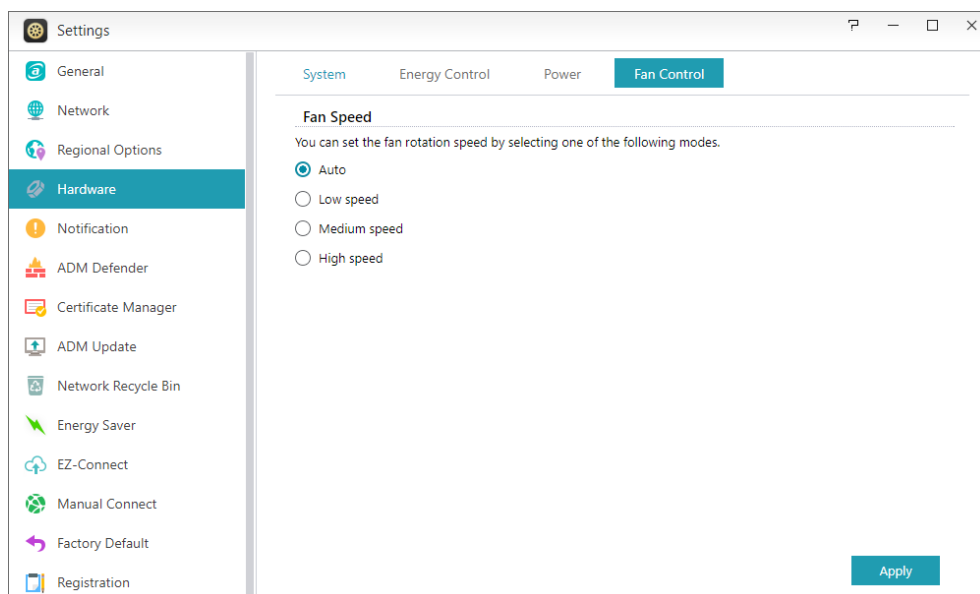 Settings
General
Network
Regional Options
Hardware
Notification
ADM Defender
Certificate Manager
ADM Update
Network Recycle Bin
Energy Saver
EZ-Connect
Manual Connect
Factory Default
Registration
System Energy Control Power Fan Control
Fan Speed
You can set the fan rotation speed by selecting one of the following modes.
Auto
Low speed
Medium speed
High speed
Apply